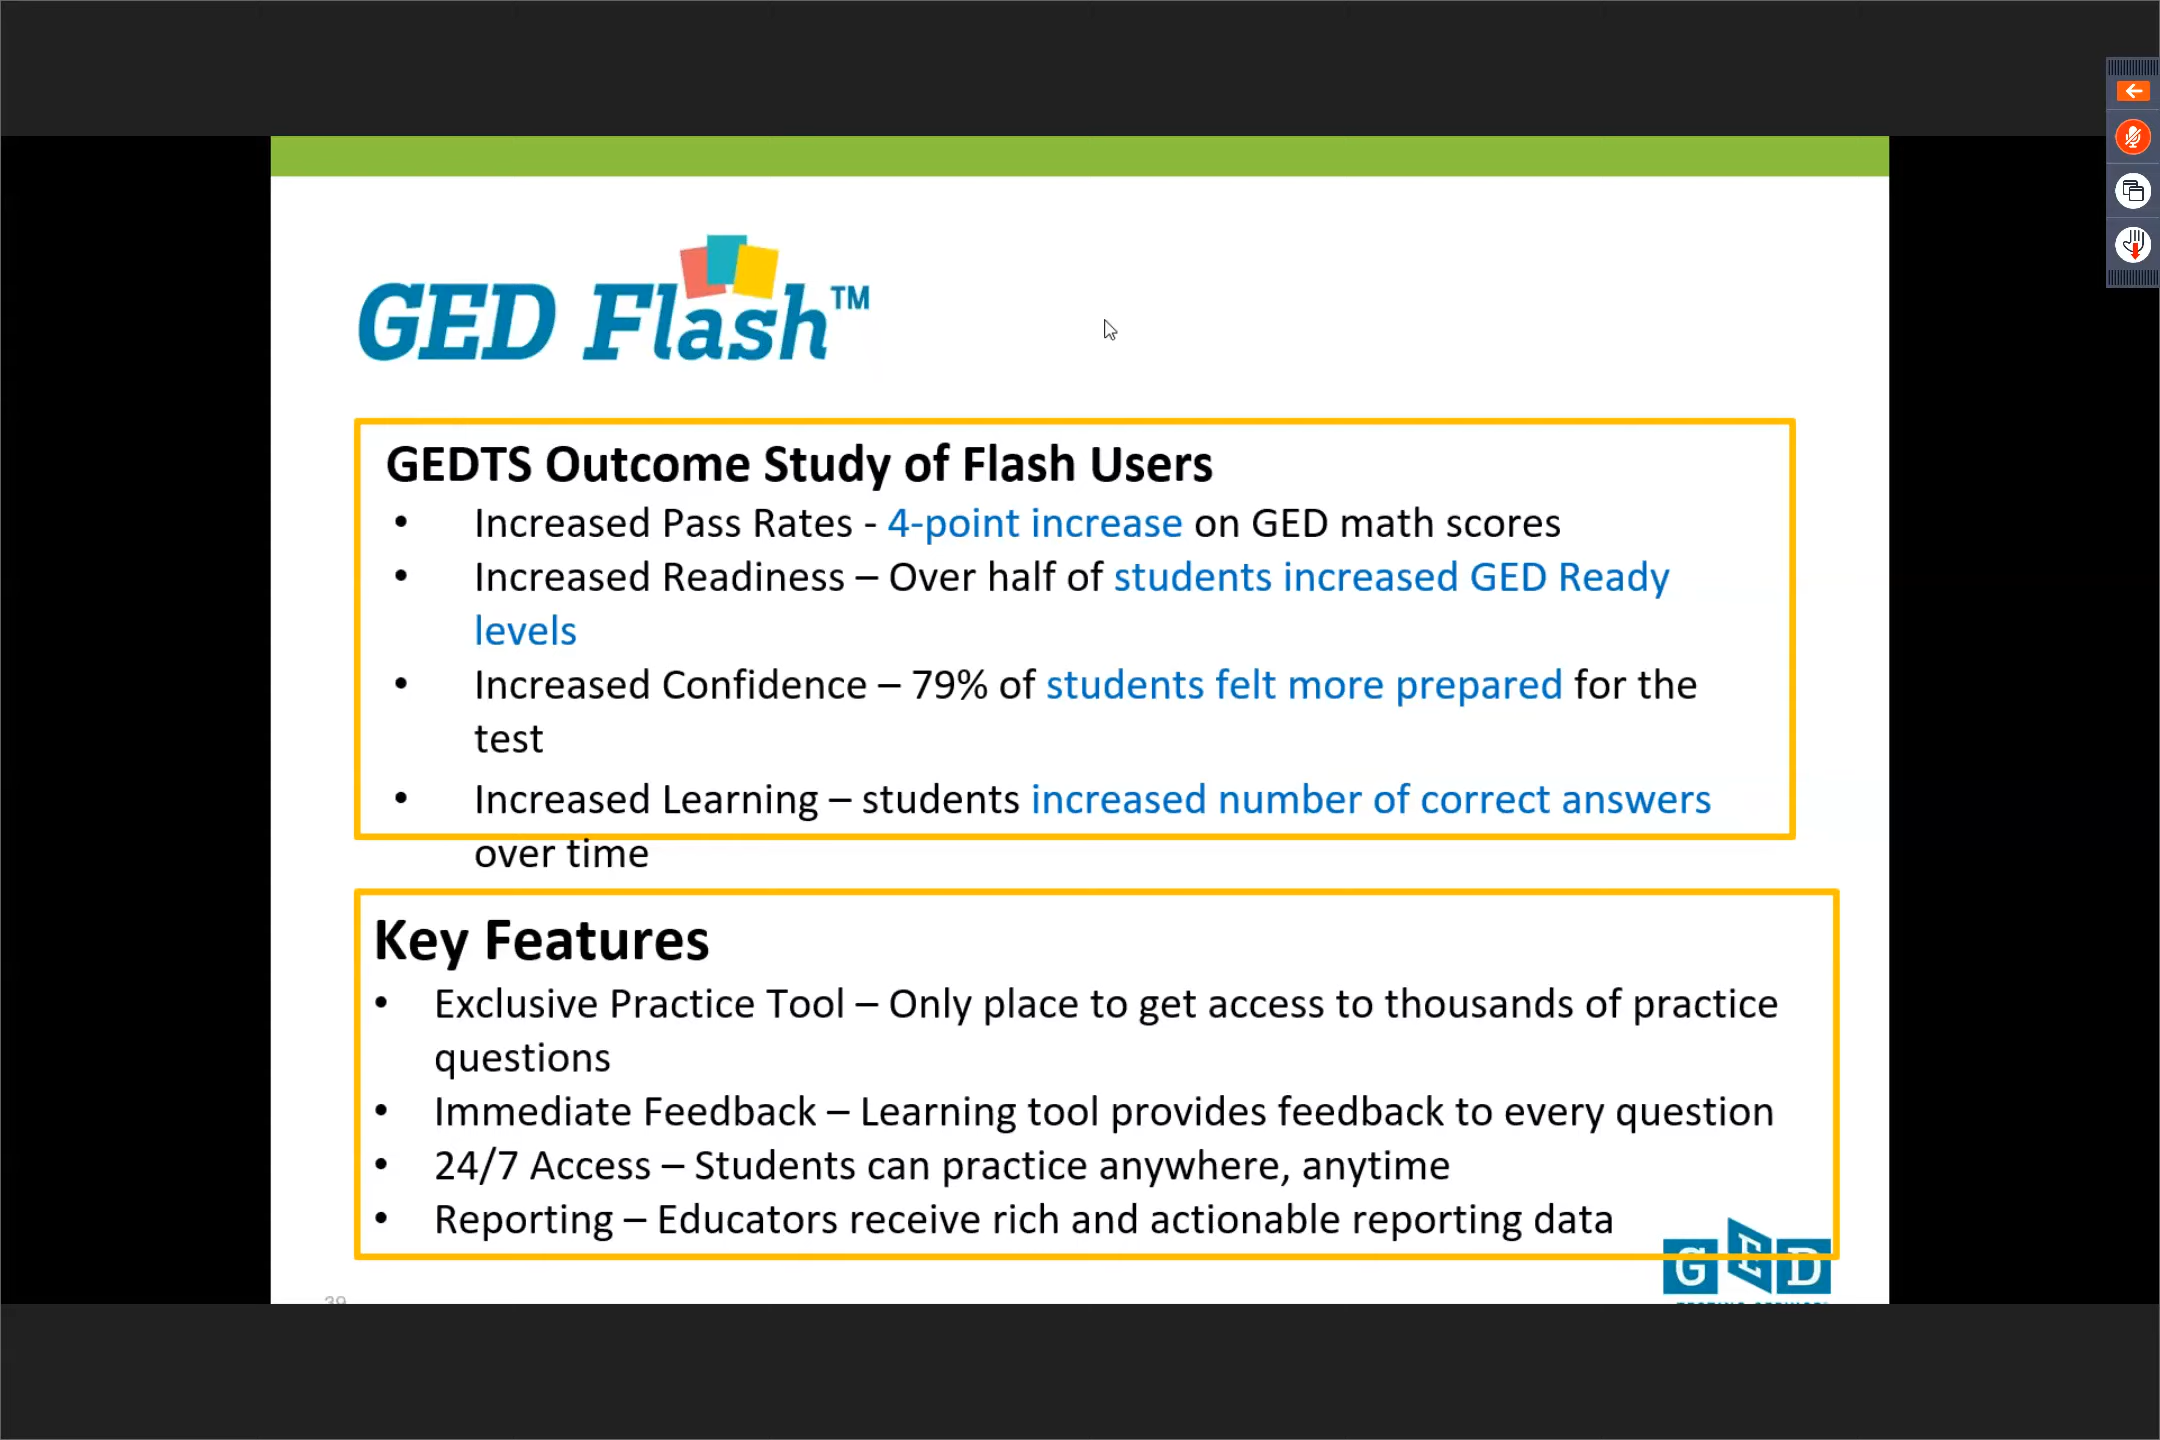 GED Flash™
GEDTS Outcome Study of Flash Users
• Increased Pass Rates - 4-point increase on GED math scores
• Increased Readiness – Over half of students increased GED Ready
levels
• Increased Confidence – 79% of students felt more prepared for the
test
• Increased Learning – students increased number of correct answers
over time
Key Features
• Exclusive Practice Tool – Only place to get access to thousands of practice
questions
• Immediate Feedback – Learning tool provides feedback to every question
• 24/7 Access – Students can practice anywhere, anytime
• Reporting – Educators receive rich and actionable reporting data
GED